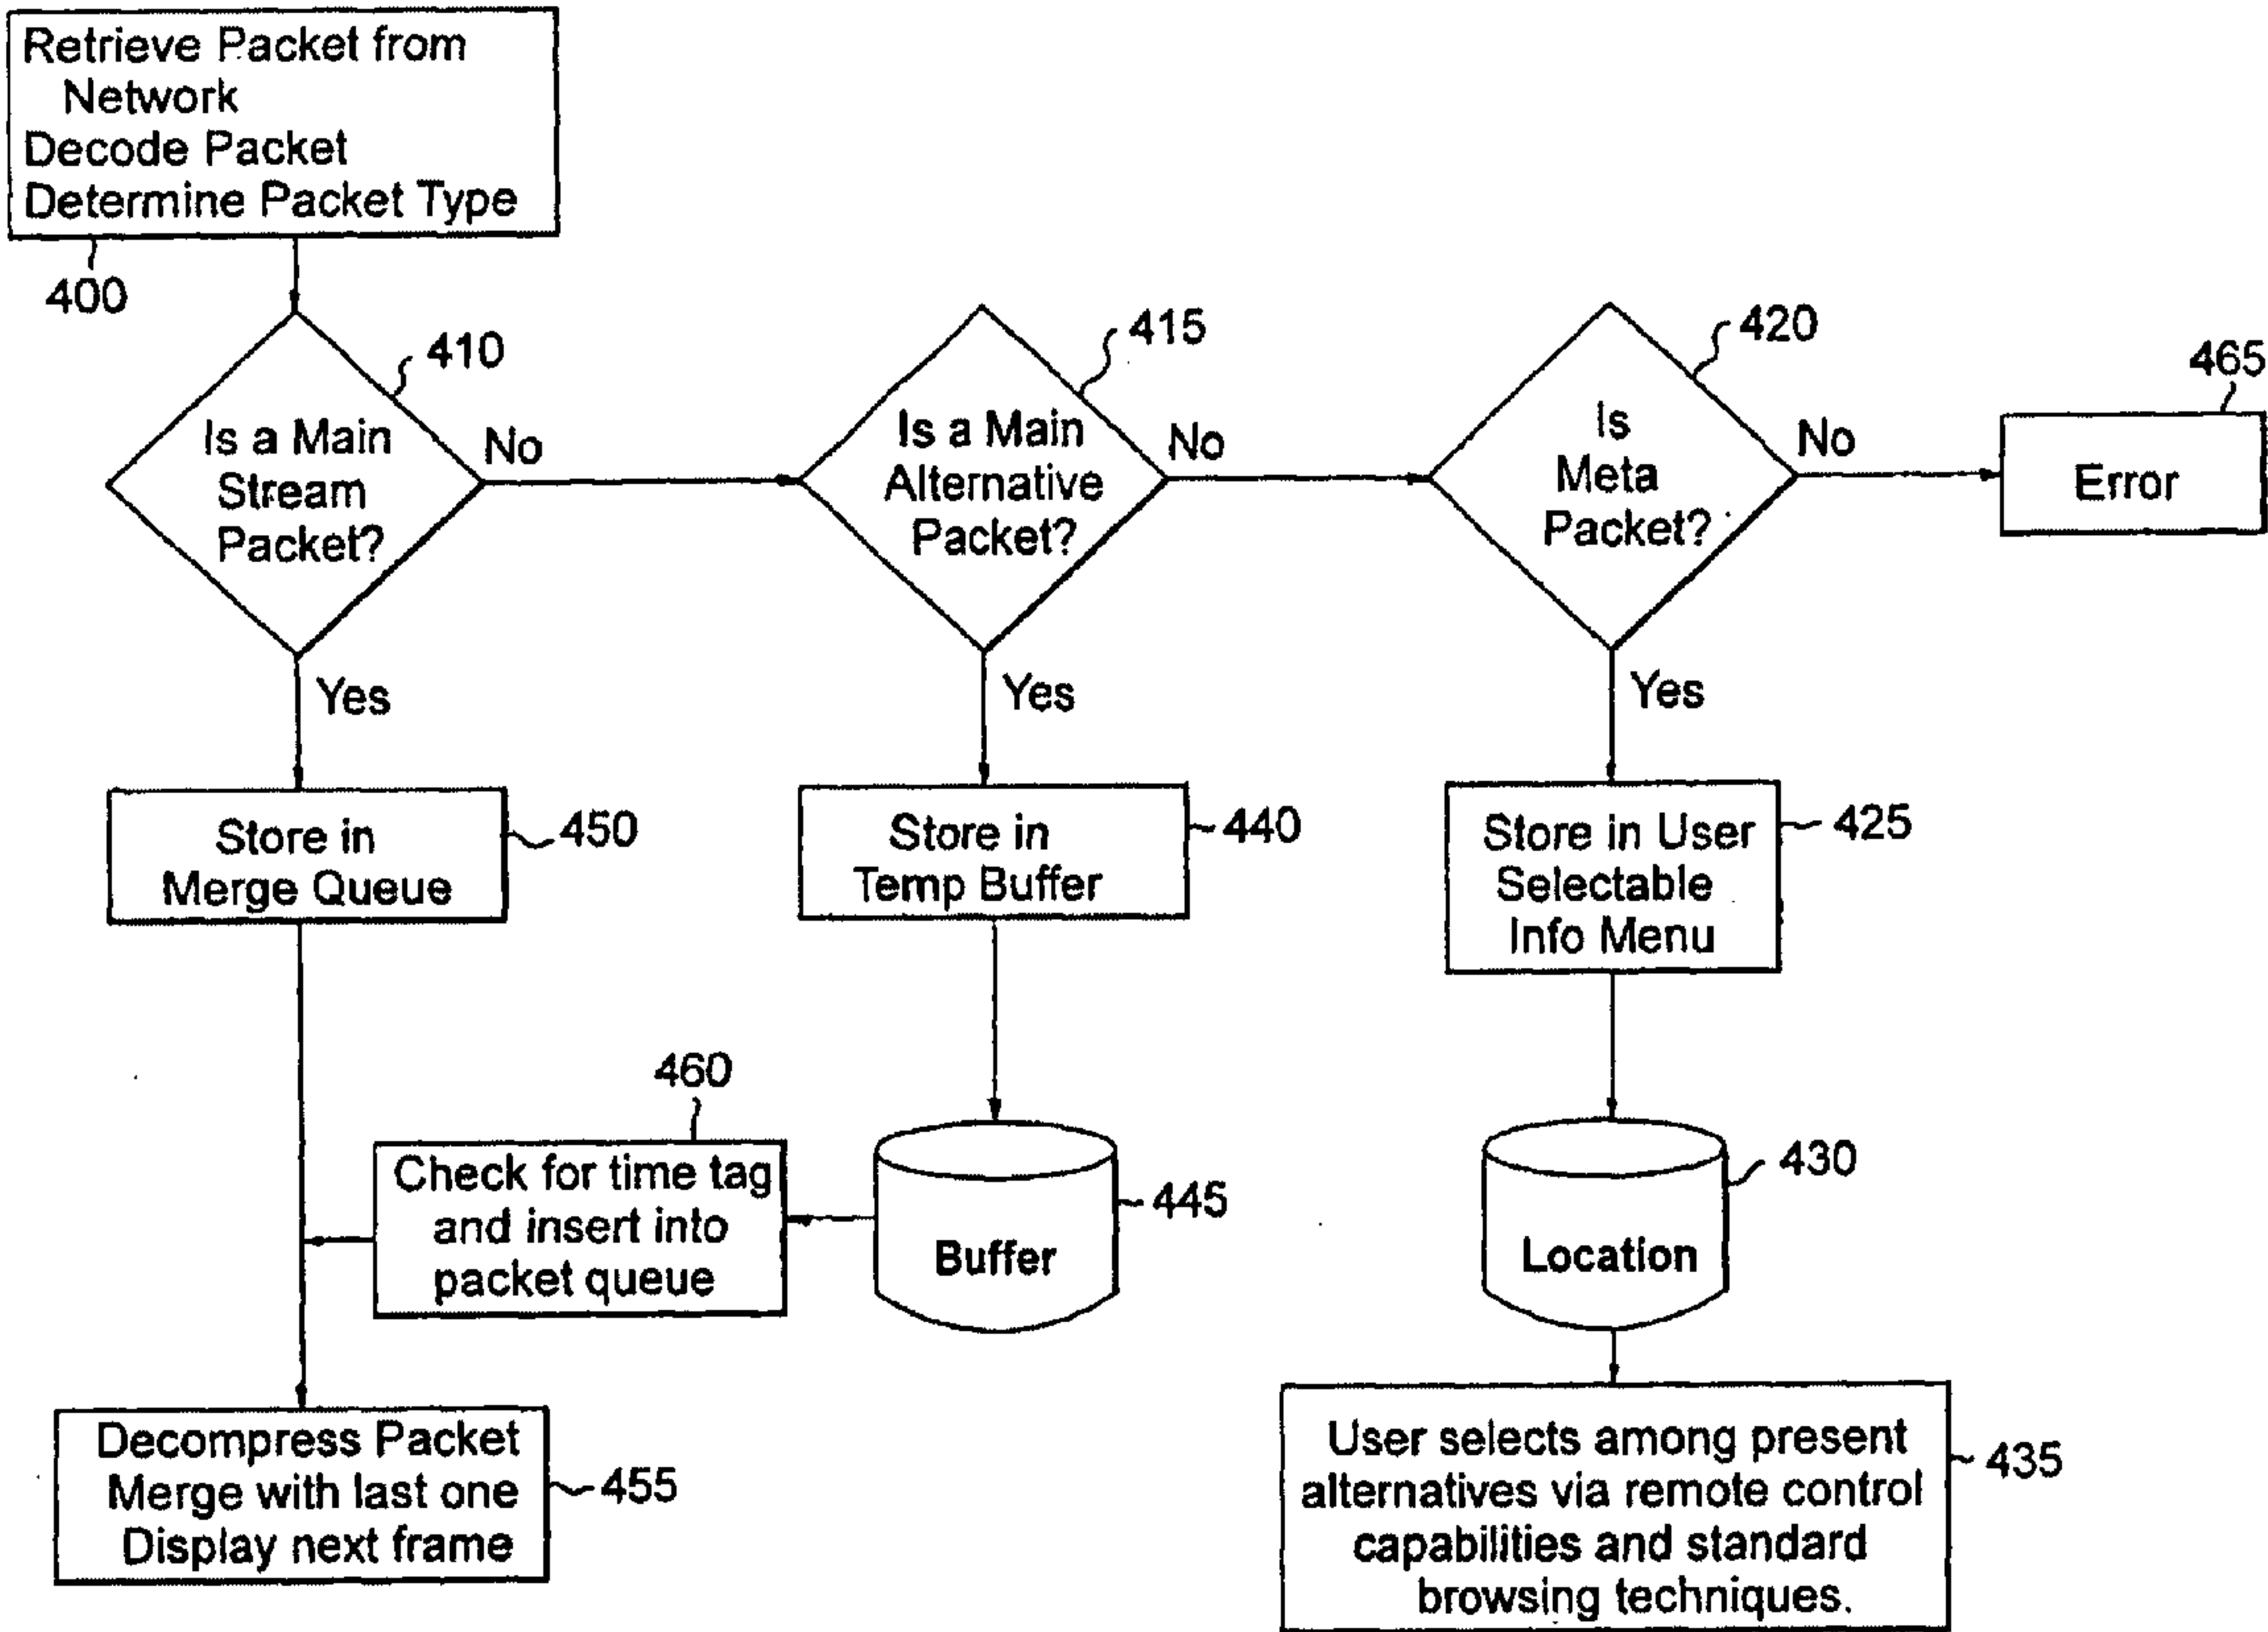 Retrieve Packet from
Network
Decode Packet
Determine Packet Type
400
410
Is a Main
Stream
Packet?
No
Yes
415
Is a Main
Alternative
Packet?
No
Yes
420
Is
Meta
Packet?
No
Yes
465
Error
Store in
Merge Queue
450
Store in
Temp Buffer
440
Store in User
Selectable
Info Menu
425
460
Check for time tag
and insert into
packet queue
Buffer
445
Location
430
Decompress Packet
Merge with last one
Display next frame
455
User selects among present
alternatives via remote control
capabilities and standard
browsing techniques.
435